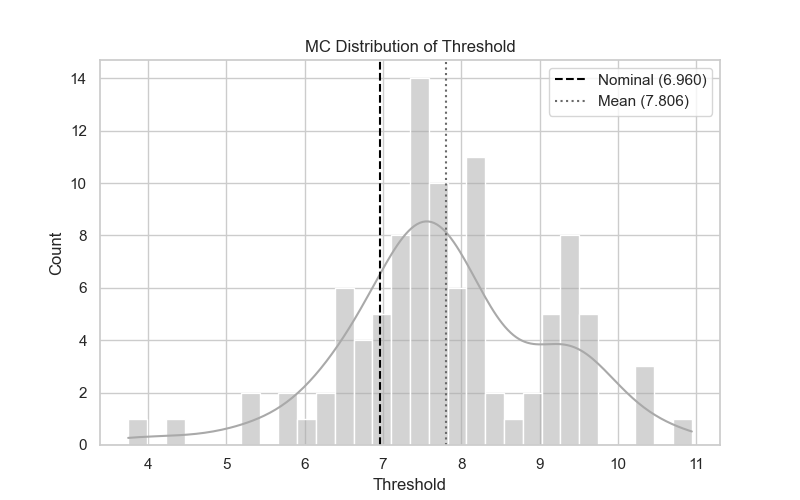 MC Distribution of Threshold
Nominal (6.960)
Mean (7.806)
14
12
10
8
6
4
2
0
Count
4 5 6 7 8 9 10 11
Threshold